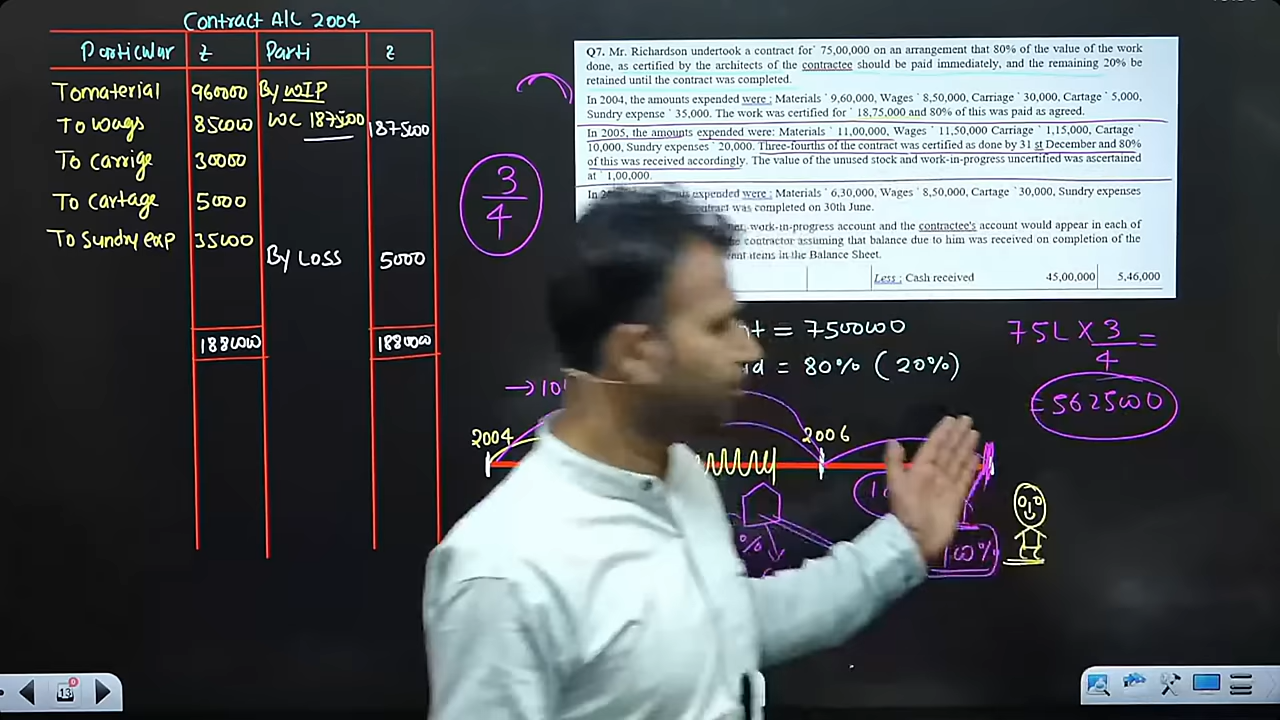 Contract A/C 2004
Particular ₹ Parti ₹
To material 960000 By WIP
To wags 850000 WC 1875000 1875000
To carrige 30000
To cartage 5000
To Sundry exp 35000
By Loss 5000
1880000 1880000
Q7. Mr. Richardson undertook a contract for` 75,00,000 on an arrangement that 80% of the value of the work
done, as certified by the architects of the contractee should be paid immediately, and the remaining 20% be
retained until the contract was completed.
In 2004, the amounts expended were : Materials ` 9,60,000, Wages ` 8,50,000, Carriage ` 30,000, Cartage ` 5,000,
Sundry expense ` 35,000. The work was certified for ` 18,75,000 and 80% of this was paid as agreed.
In 2005, the amounts expended were: Materials ` 11,00,000, Wages ` 11,50,000 Carriage ` 1,15,000, Cartage `
10,000, Sundry expenses ` 20,000. Three-fourths of the contract was certified as done by 31 st December and 80%
of this was received accordingly. The value of the unused stock and work-in-progress uncertified was ascertained
at ` 1,00,000.
In expended were : Materials ` 6,30,000, Wages ` 8,50,000, Cartage ` 30,000, Sundry expenses
contract was completed on 30th June.
work-in-progress account and the contractee's account would appear in each of
contractor assuming that balance due to him was received on completion of the
items in the Balance Sheet.
Less : Cash received 45,00,000 5,46,000
3
4
= 7500000
= 80% (20%)
75L × 3/4 =
= 5625000
2004
2006
13